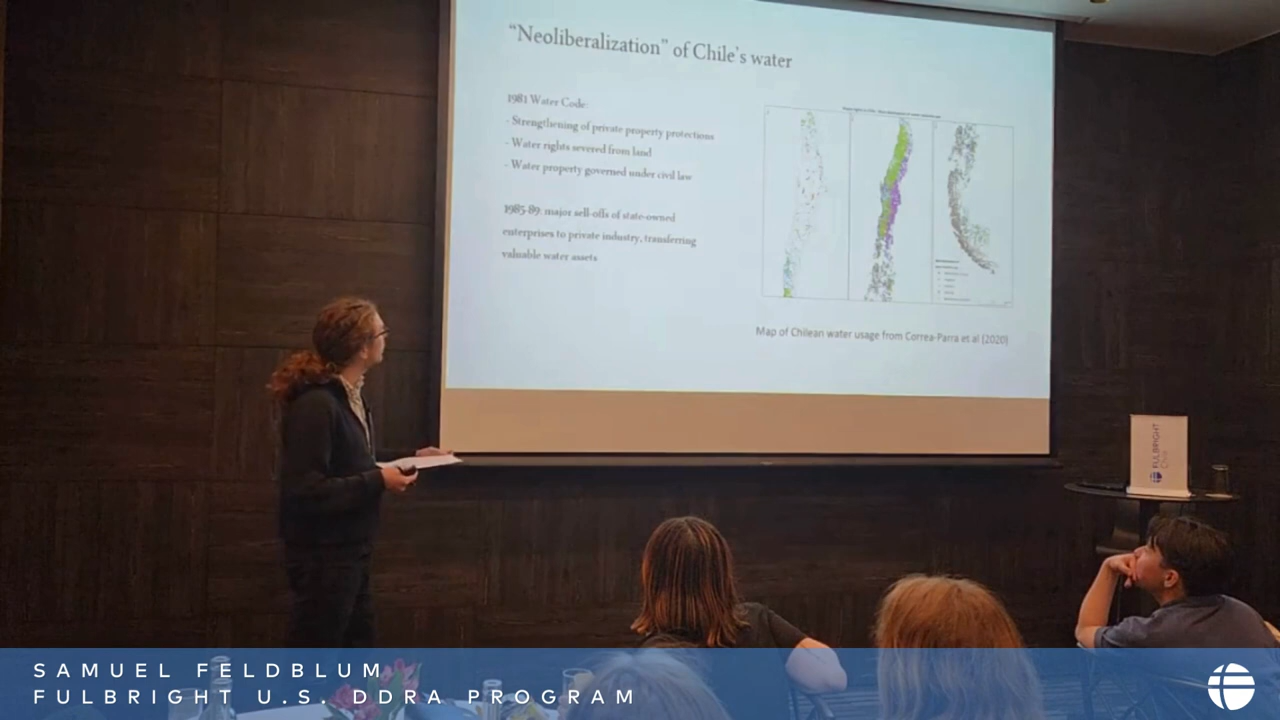 “Neoliberalization” of Chile’s water
1981 Water Code:
- Strengthening of private property protections
- Water rights severed from land
- Water property governed under civil law
1985-89: major sell-offs of state-owned
enterprises to private industry, transferring
valuable water assets
Map of Chilean water usage from Correa-Parra et al (2020)
FULBRIGHT
SAMUEL FELDBLUM
FULBRIGHT U.S. DDRA PROGRAM